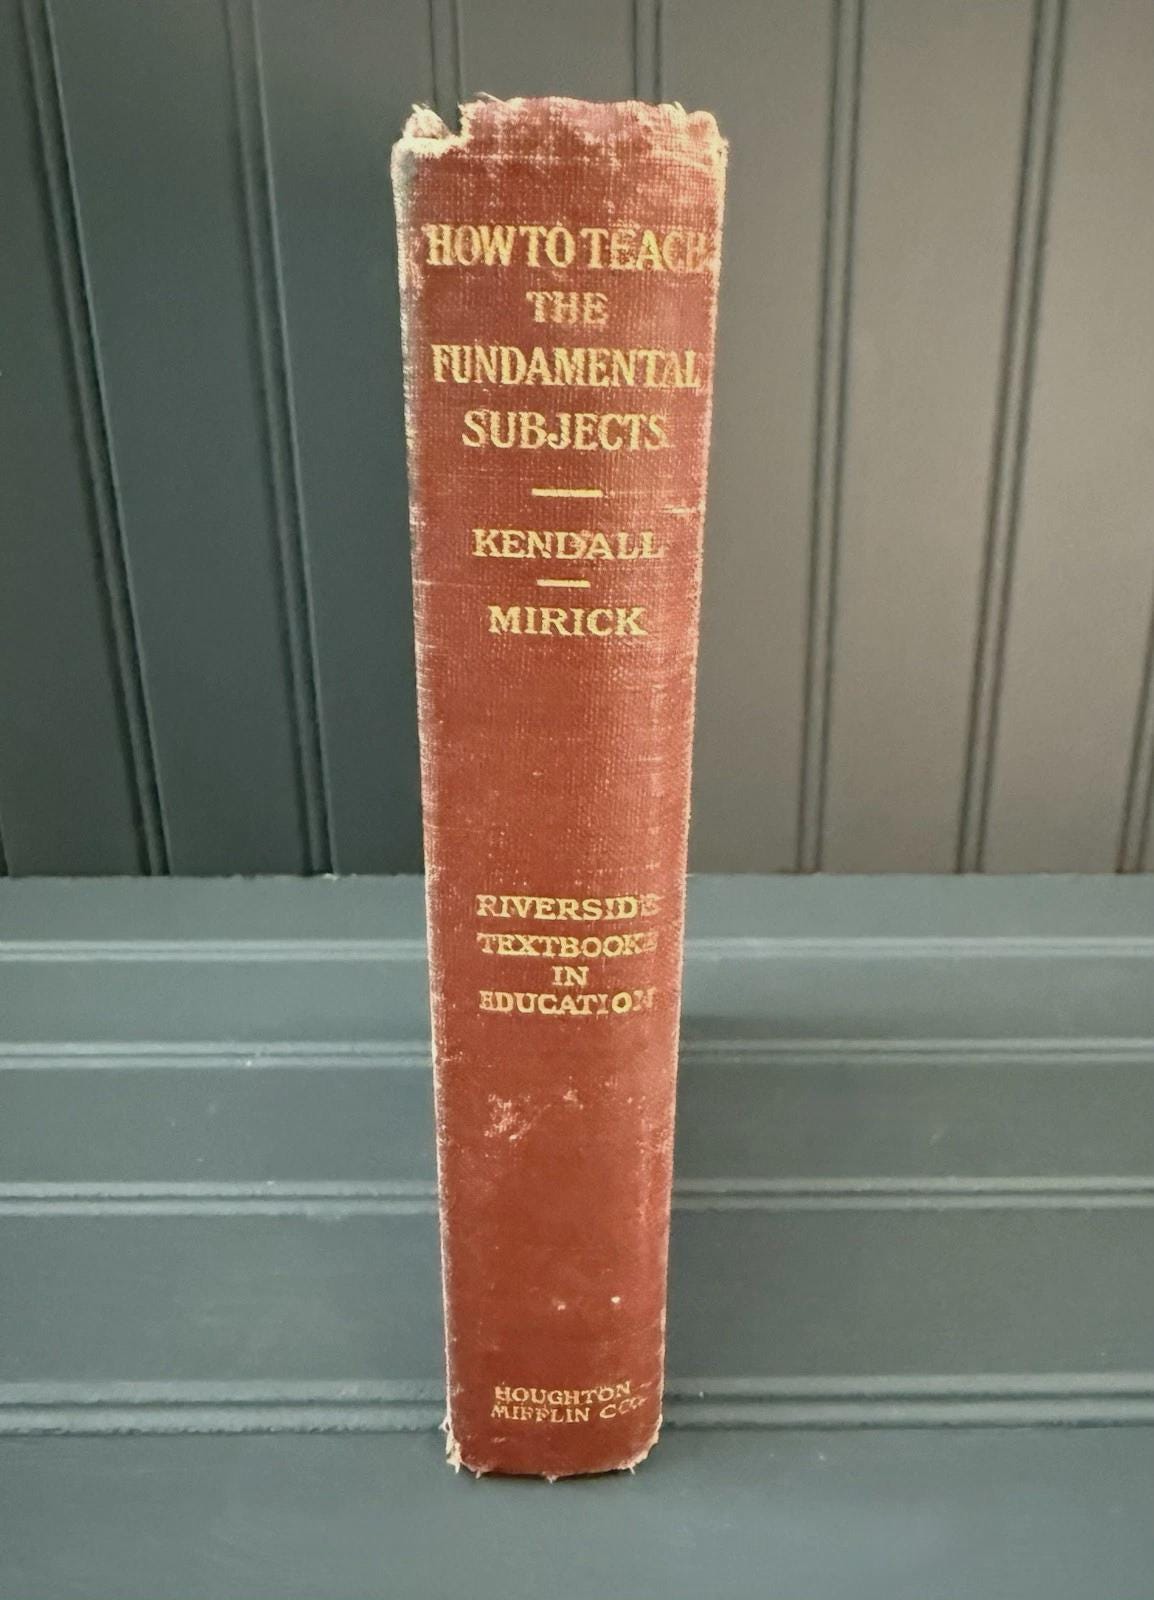 HOW TO TEACH
THE
FUNDAMENTAL
SUBJECTS
KENDALL
MIRICK
RIVERSIDE
TEXTBOOKS
IN
EDUCATION
HOUGHTON
MIFFLIN CO.